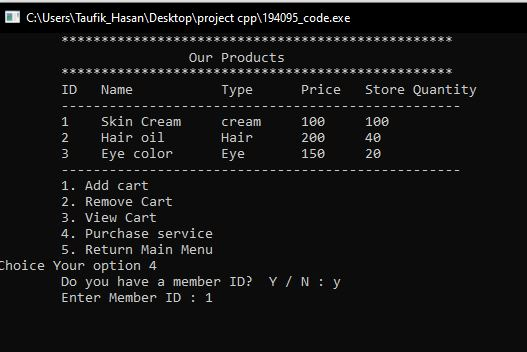 C:\Users\Taufik_Hasan\Desktop\project cpp\194095_code.exe
*************************************************
Our Products
*************************************************
ID Name Type Price Store Quantity
--------------------------------------------------
1 Skin Cream cream 100 100
2 Hair oil Hair 200 40
3 Eye color Eye 150 20
--------------------------------------------------
1. Add cart
2. Remove Cart
3. View Cart
4. Purchase service
5. Return Main Menu
Choice Your option 4
Do you have a member ID? Y / N : y
Enter Member ID : 1